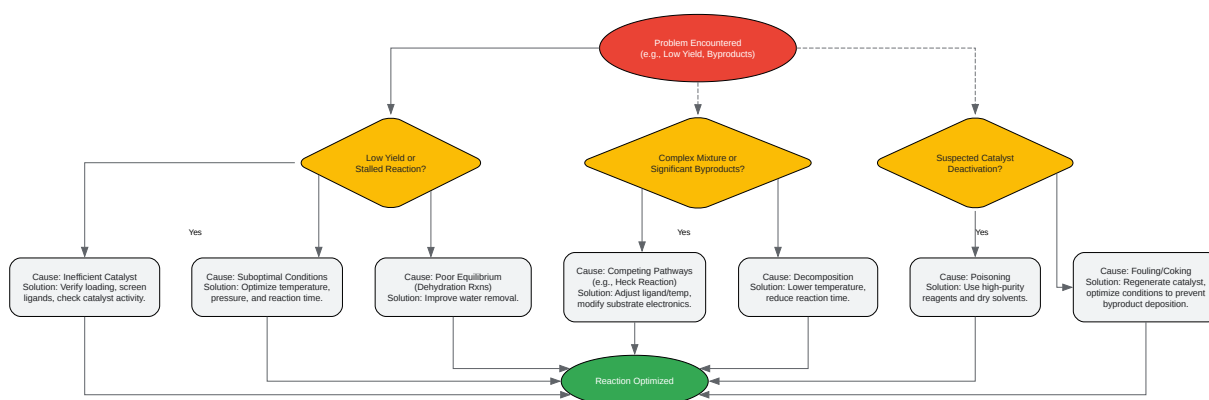 Problem Encountered
(e.g., Low Yield, Byproducts)
Low Yield or
Stalled Reaction?
Complex Mixture or
Significant Byproducts?
Suspected Catalyst
Deactivation?
Yes
Yes
Yes
Cause: Inefficient Catalyst
Solution: Verify loading, screen
ligands, check catalyst activity.
Cause: Suboptimal Conditions
Solution: Optimize temperature,
pressure, and reaction time.
Cause: Poor Equilibrium
(Dehydration Rxns)
Solution: Improve water removal.
Cause: Competing Pathways
(e.g., Heck Reaction)
Solution: Adjust ligand/temp,
modify substrate electronics.
Cause: Decomposition
Solution: Lower temperature,
reduce reaction time.
Cause: Poisoning
Solution: Use high-purity
reagents and dry solvents.
Cause: Fouling/Coking
Solution: Regenerate catalyst,
optimize conditions to prevent
byproduct deposition.
Reaction Optimized